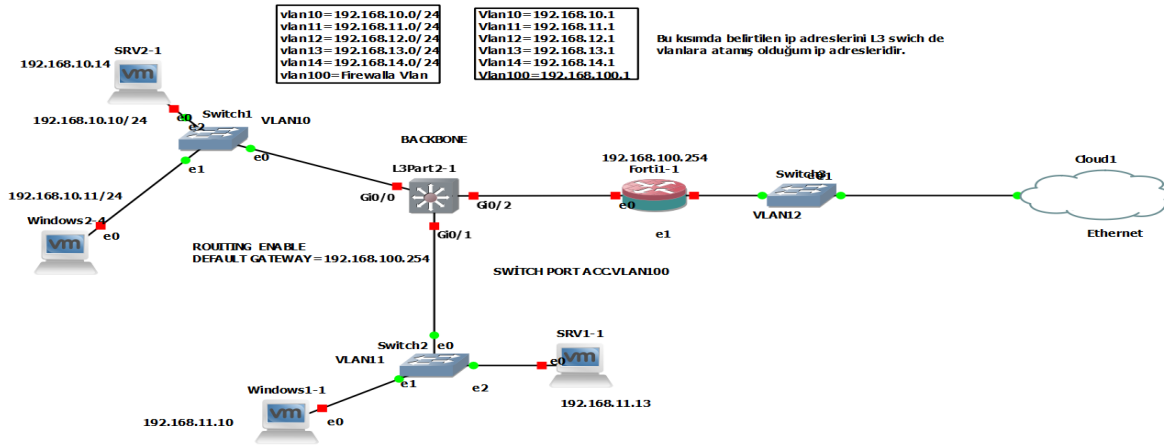 vlan10=192.168.10.0/24
vlan11=192.168.11.0/24
vlan12=192.168.12.0/24
vlan13=192.168.13.0/24
vlan14=192.168.14.0/24
vlan100=Firewalla Vlan
Vlan10=192.168.10.1
Vlan11=192.168.11.1
Vlan12=192.168.12.1
Vlan13=192.168.13.1
Vlan14=192.168.14.1
Vlan100=192.168.100.1
Bu kısımda belirtilen ip adreslerini L3 swich de
vlanlara atamış olduğum ip adresleridir.
SRV2-1
192.168.10.14
vm
192.168.10.10/24
e0
e2
Switch1
VLAN10
e1
e0
192.168.10.11/24
Windows2-1
vm
e0
BACKBONE
L3Part2-1
Gi0/0
Gi0/2
Gi0/1
192.168.100.254
Forti1-1
e0
e1
Switch3
VLAN12
Cloud1
Ethernet
ROUITING ENABLE
DEFAULT GATEWAY=192.168.100.254
SWİTCH PORT ACC.VLAN100
Switch2
e0
VLAN11
e1
e2
SRV1-1
e0
vm
192.168.11.13
Windows1-1
vm
e0
192.168.11.10